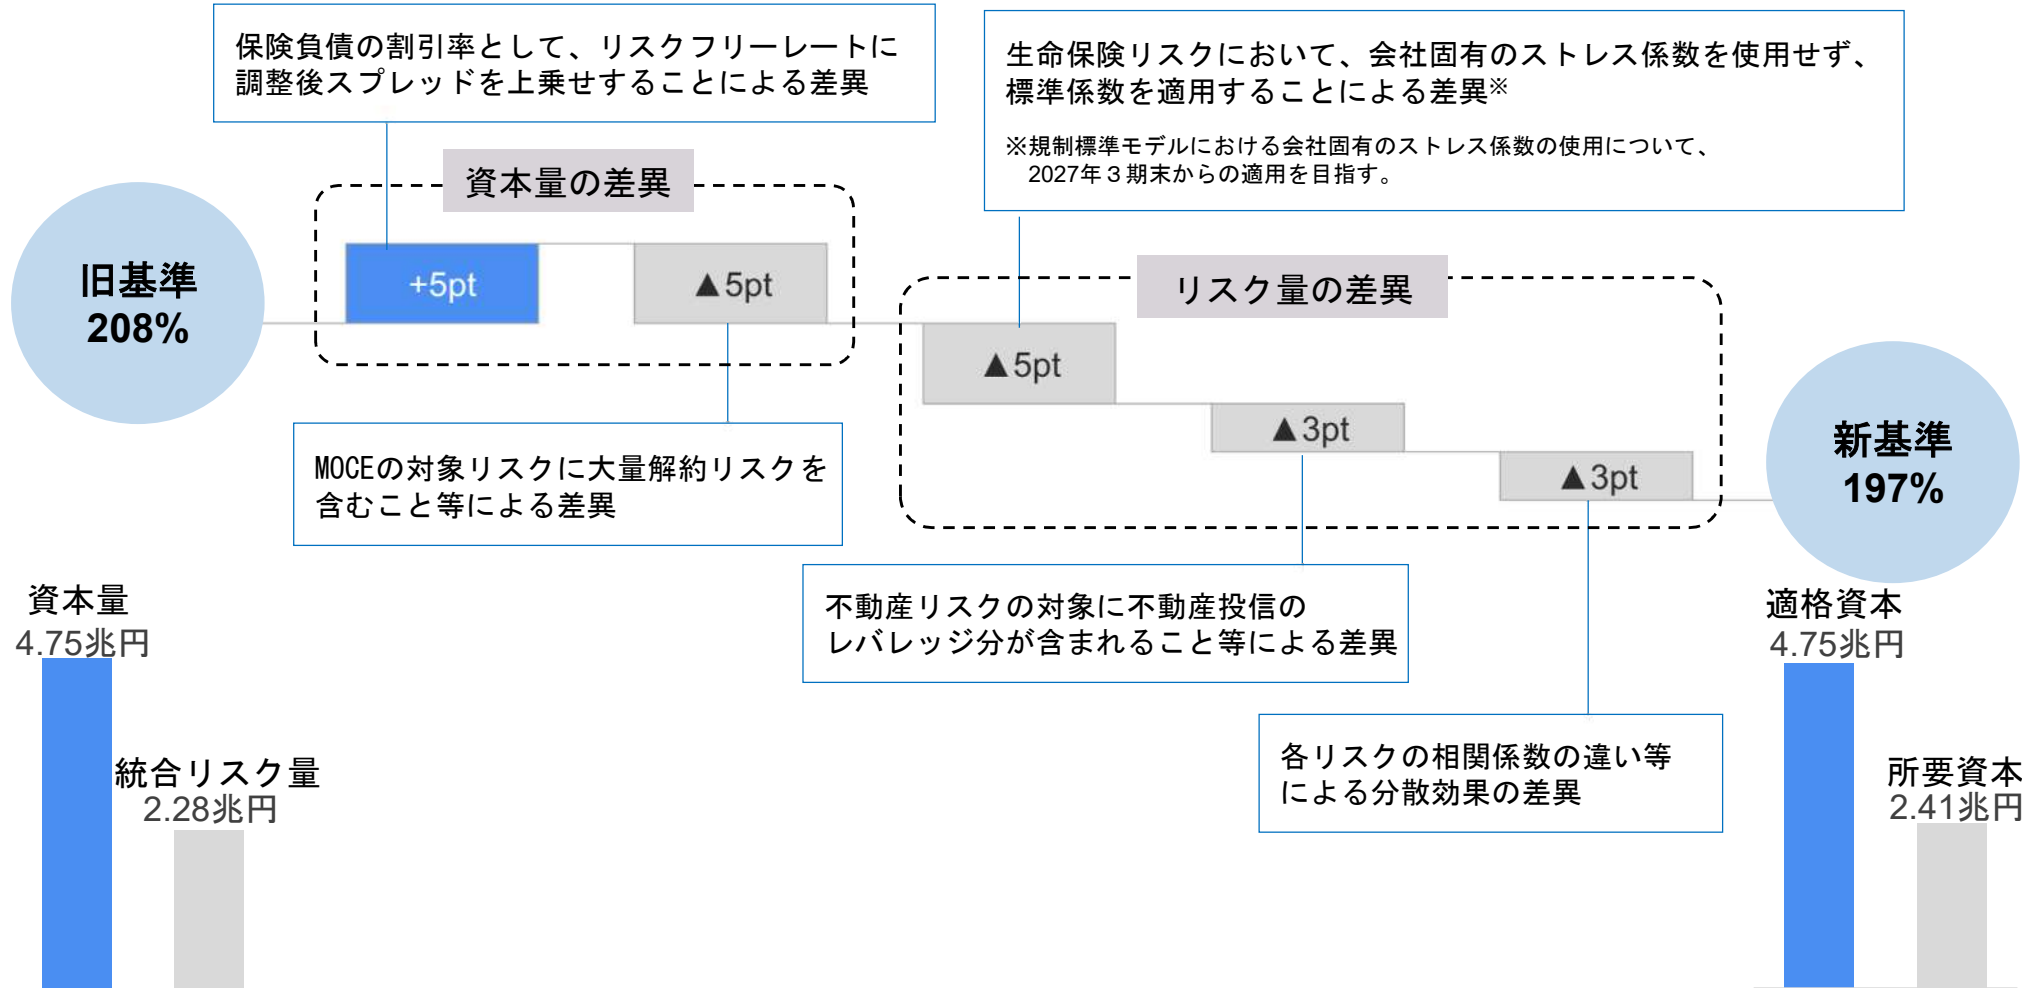 保険負債の割引率として、リスクフリーレートに
調整後スプレッドを上乗せすることによる差異
生命保険リスクにおいて、会社固有のストレス係数を使用せず、
標準係数を適用することによる差異※
※規制標準モデルにおける会社固有のストレス係数の使用について、
2027年３期末からの適用を目指す。
資本量の差異
旧基準
208%
+5pt
▲5pt
リスク量の差異
▲5pt
▲3pt
▲3pt
新基準
197%
MOCEの対象リスクに大量解約リスクを
含むこと等による差異
不動産リスクの対象に不動産投信の
レバレッジ分が含まれること等による差異
各リスクの相関係数の違い等
による分散効果の差異
資本量
4.75兆円
統合リスク量
2.28兆円
適格資本
4.75兆円
所要資本
2.41兆円